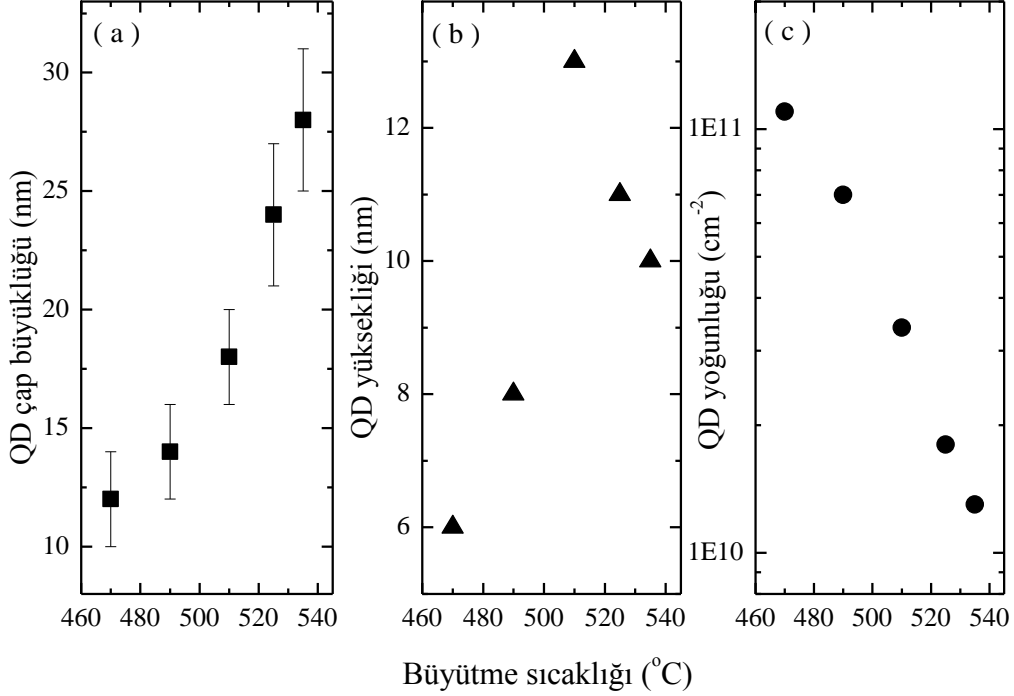 ( a )
QD çap büyüklüğü (nm)
30
25
20
15
10
460 480 500 520 540
( b )
QD yüksekliği (nm)
12
10
8
6
460 480 500 520 540
( c )
QD yoğunluğu (cm-2)
1E11
1E10
460 480 500 520 540
Büyütme sıcaklığı (oC)